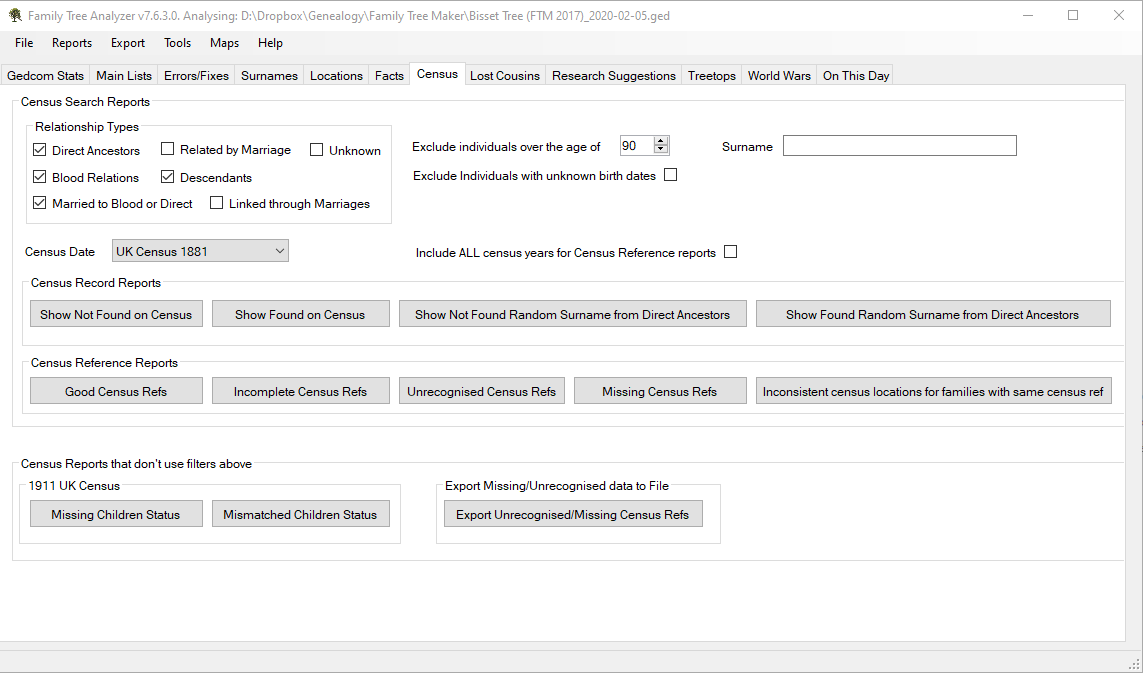 Family Tree Analyzer v7.6.3.0. Analysing: D:\Dropbox\Genealogy\Family Tree Maker\Bisset Tree (FTM 2017)_2020-02-05.ged
File Reports Export Tools Maps Help
Gedcom Stats Main Lists Errors/Fixes Surnames Locations Facts Census Lost Cousins Research Suggestions Treetops World Wars On This Day
Census Search Reports
Relationship Types
Direct Ancestors Related by Marriage Unknown
Blood Relations Descendants
Married to Blood or Direct Linked through Marriages
Exclude individuals over the age of 90 Surname
Exclude Individuals with unknown birth dates
Census Date UK Census 1881 Include ALL census years for Census Reference reports
Census Record Reports
Show Not Found on Census Show Found on Census Show Not Found Random Surname from Direct Ancestors Show Found Random Surname from Direct Ancestors
Census Reference Reports
Good Census Refs Incomplete Census Refs Unrecognised Census Refs Missing Census Refs Inconsistent census locations for families with same census ref
Census Reports that don't use filters above
1911 UK Census Export Missing/Unrecognised data to File
Missing Children Status Mismatched Children Status Export Unrecognised/Missing Census Refs